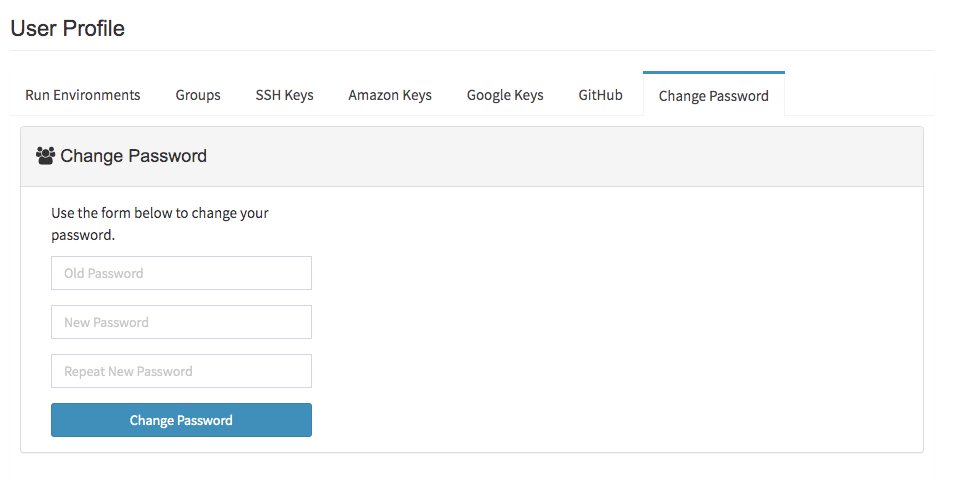 User Profile
Run Environments Groups SSH Keys Amazon Keys Google Keys GitHub Change Password
Change Password
Use the form below to change your
password.
Old Password
New Password
Repeat New Password
Change Password